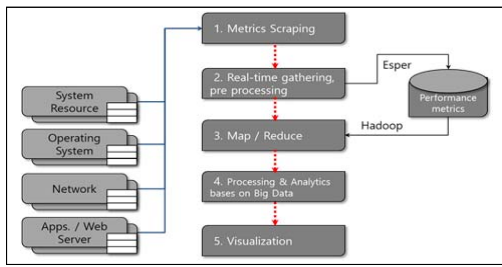 1. Metrics Scraping
2. Real-time gathering,
pre processing
Esper
Performance
metrics
Hadoop
3. Map / Reduce
4. Processing & Analytics
bases on Big Data
5. Visualization
System
Resource
Operating
System
Network
Apps. / Web
Server